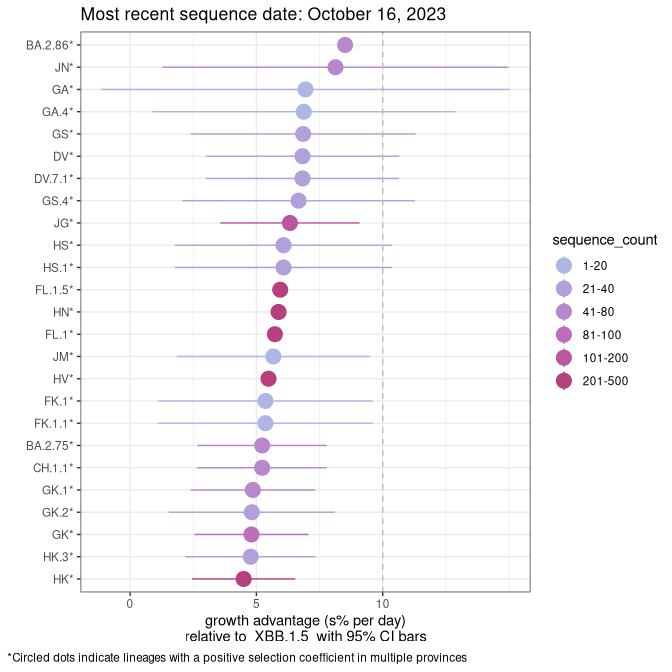 Most recent sequence date: October 16, 2023
BA.2.86*
JN*
GA*
GA.4*
GS*
DV*
DV.7.1*
GS.4*
JG*
HS*
HS.1*
FL.1.5*
HN*
FL.1*
JM*
HV*
FK.1*
FK.1.1*
BA.2.75*
CH.1.1*
GK.1*
GK.2*
GK*
HK.3*
HK*
0 5 10
growth advantage (s% per day)
relative to XBB.1.5 with 95% CI bars
sequence_count
1-20
21-40
41-80
81-100
101-200
201-500
*Circled dots indicate lineages with a positive selection coefficient in multiple provinces